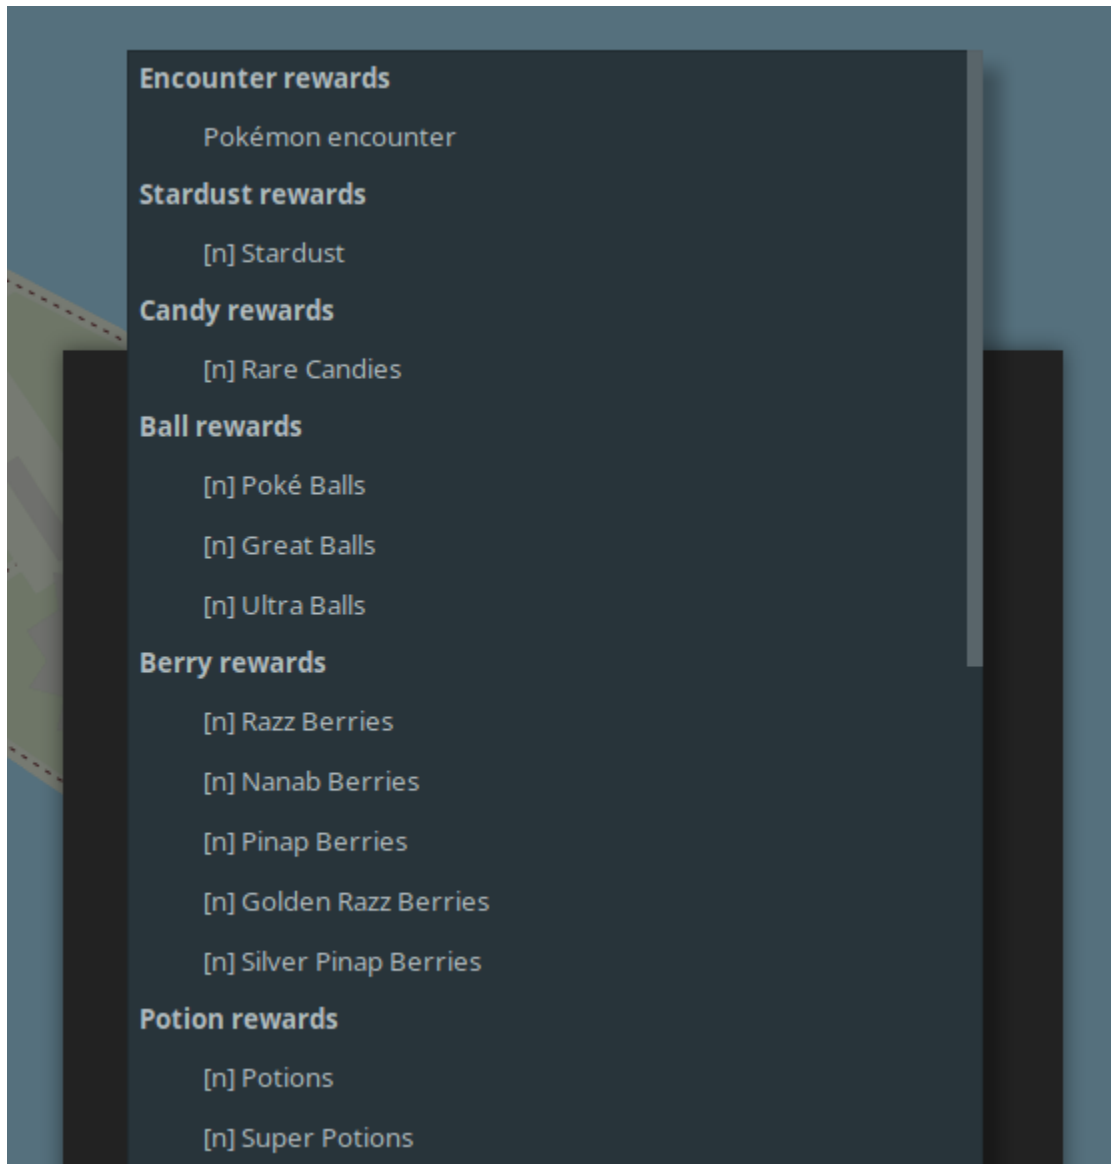 Encounter rewards
Pokémon encounter
Stardust rewards
[n] Stardust
Candy rewards
[n] Rare Candies
Ball rewards
[n] Poké Balls
[n] Great Balls
[n] Ultra Balls
Berry rewards
[n] Razz Berries
[n] Nanab Berries
[n] Pinap Berries
[n] Golden Razz Berries
[n] Silver Pinap Berries
Potion rewards
[n] Potions
[n] Super Potions